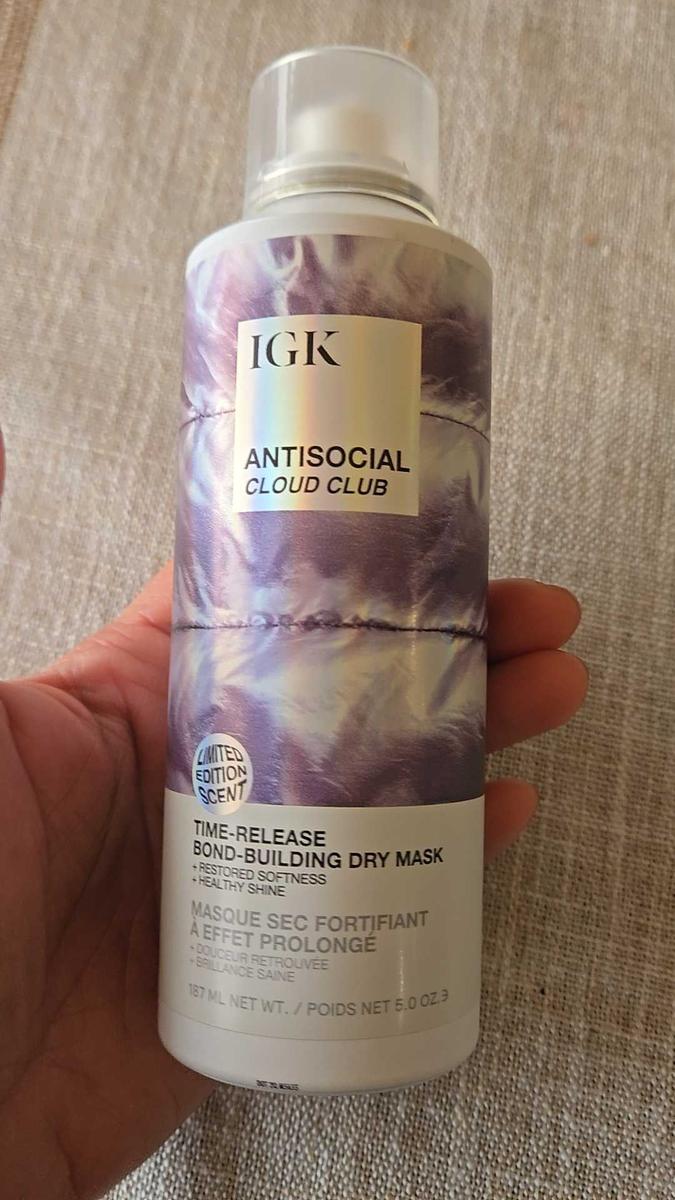 IGK
ANTISOCIAL
CLOUD CLUB
LIMITED
EDITION
SCENT
TIME-RELEASE
BOND-BUILDING DRY MASK
+ RESTORED SOFTNESS
+ HEALTHY SHINE
MASQUE SEC FORTIFIANT
À EFFET PROLONGÉ
+ DOUCEUR RETROUVÉE
+ BRILLANCE SAINE
187 ML NET WT. / POIDS NET 5.0 OZ.